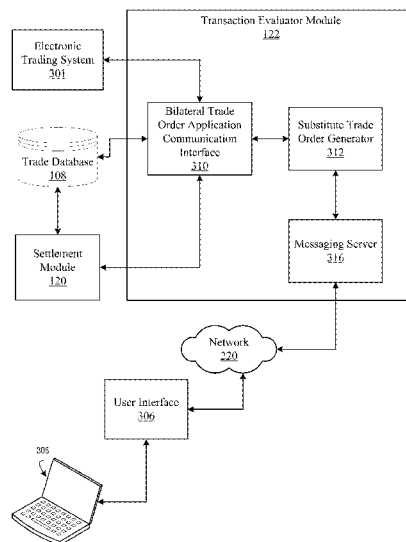 Transaction Evaluator Module
122
Electronic
Trading System
301
Bilateral Trade
Order Application
Communication
Interface
310
Substitute Trade
Order Generator
312
Trade Database
108
Settlement
Module
120
Messaging Server
316
Network
220
User Interface
306
305